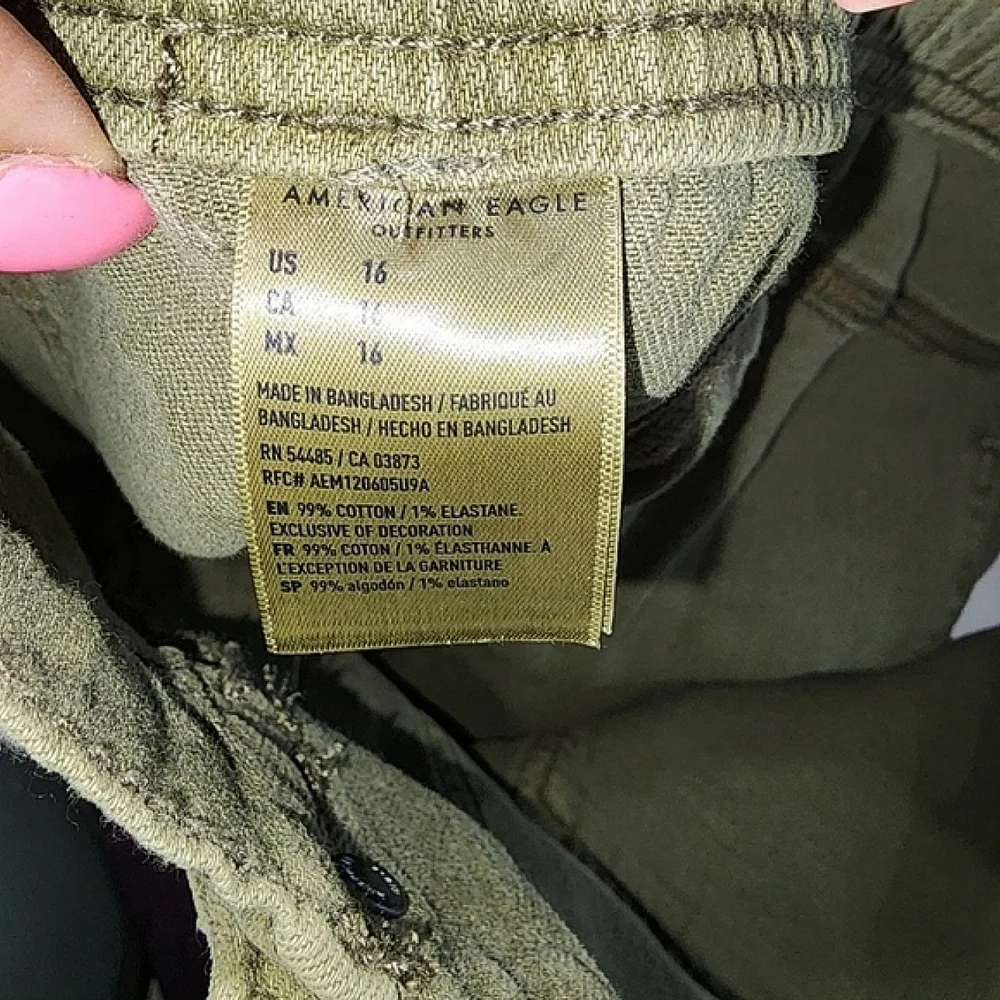 AMERICAN EAGLE
OUTFITTERS
US 16
CA 16
MX 16
MADE IN BANGLADESH / FABRIQUÉ AU
BANGLADESH / HECHO EN BANGLADESH
RN 54485 / CA 03873
RFC# AEM120605U9A
EN 99% COTTON / 1% ELASTANE.
EXCLUSIVE OF DECORATION
FR 99% COTON / 1% ÉLASTHANNE. À
L'EXCEPTION DE LA GARNITURE
SP 99% algodón / 1% elastano